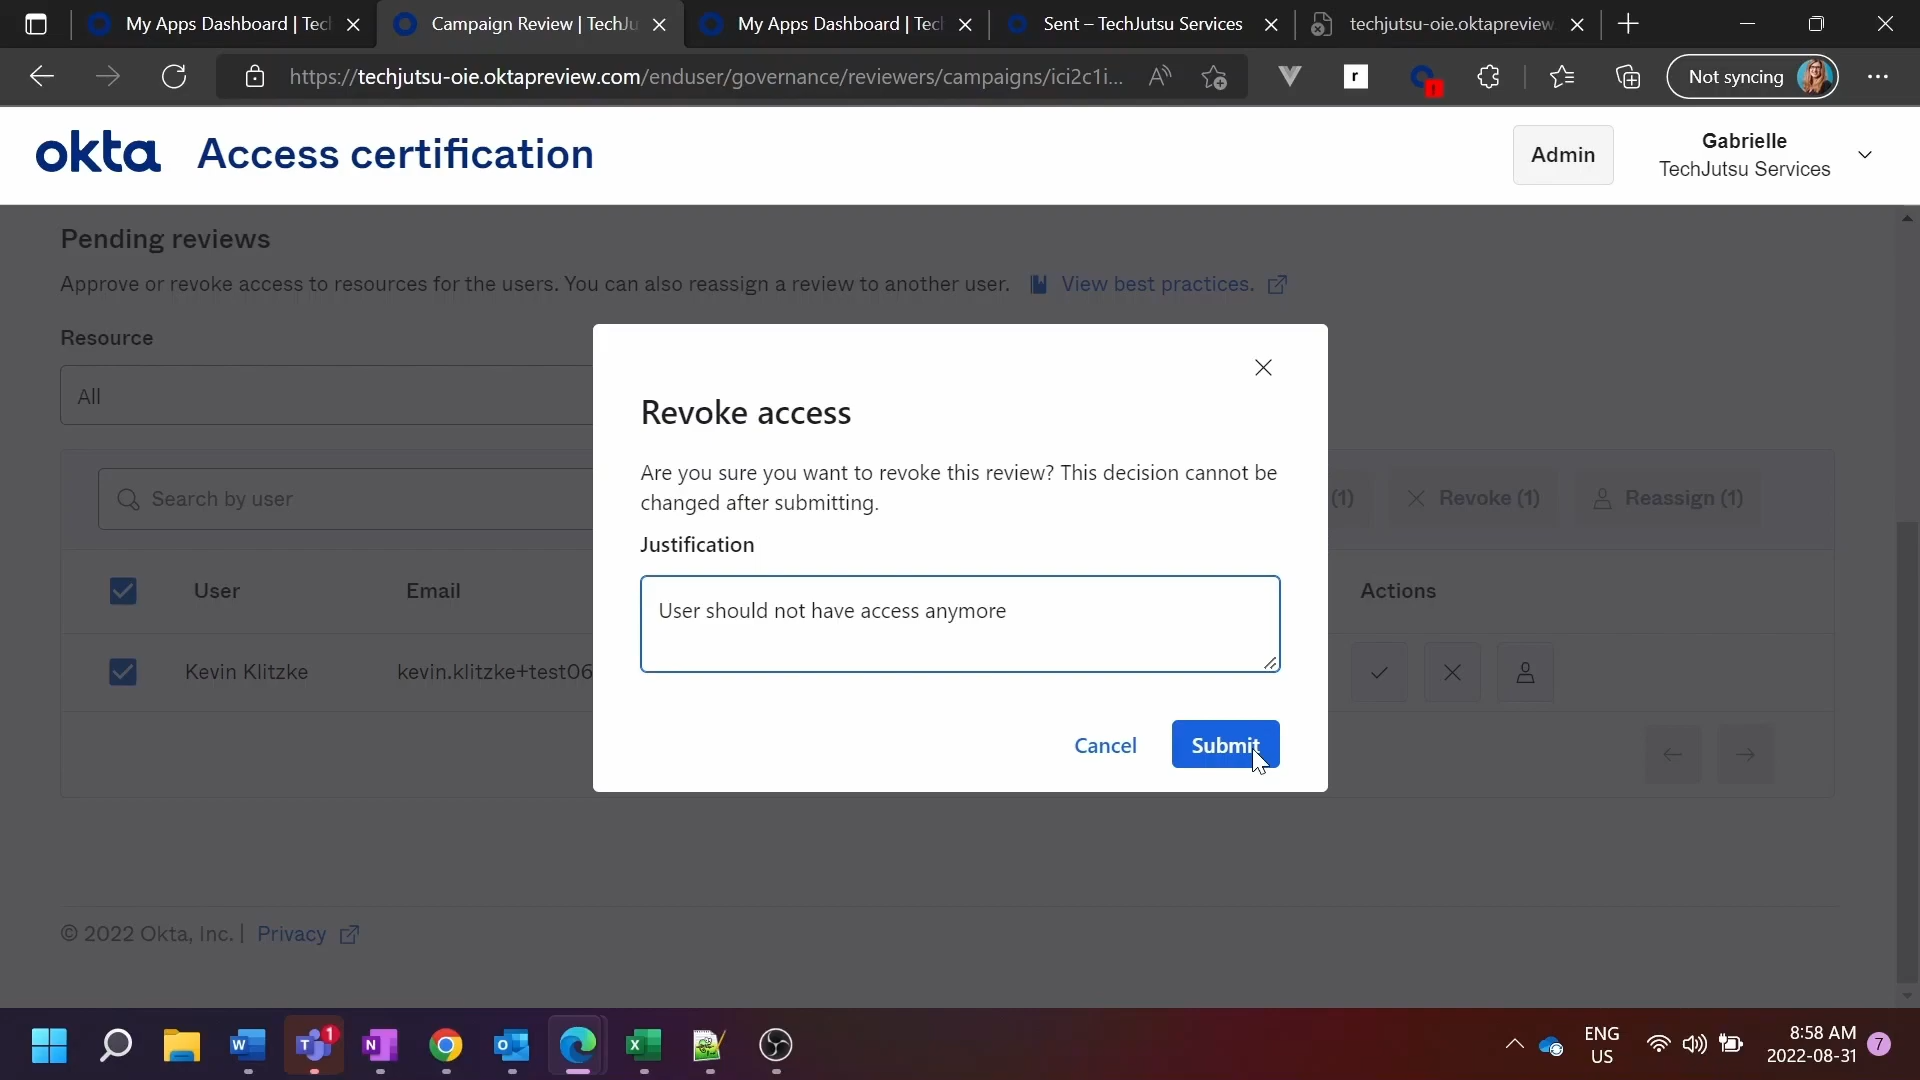 My Apps Dashboard | Tec
Campaign Review | TechJu
My Apps Dashboard | Tec
Sent – TechJutsu Services
techjutsu-oie.oktapreview
https://techjutsu-oie.oktapreview.com/enduser/governance/reviewers/campaigns/ici2c1i...
Not syncing
okta
Access certification
Admin
Gabrielle
TechJutsu Services
Pending reviews
Approve or revoke access to resources for the users. You can also reassign a review to another user.
View best practices.
Resource
All
Search by user
(1)
Revoke (1)
Reassign (1)
User
Email
Actions
Kevin Klitzke
kevin.klitzke+test06
Revoke access
Are you sure you want to revoke this review? This decision cannot be
changed after submitting.
Justification
User should not have access anymore
Cancel
Submit
© 2022 Okta, Inc. |
Privacy
1
ENG
US
8:58 AM
2022-08-31
7